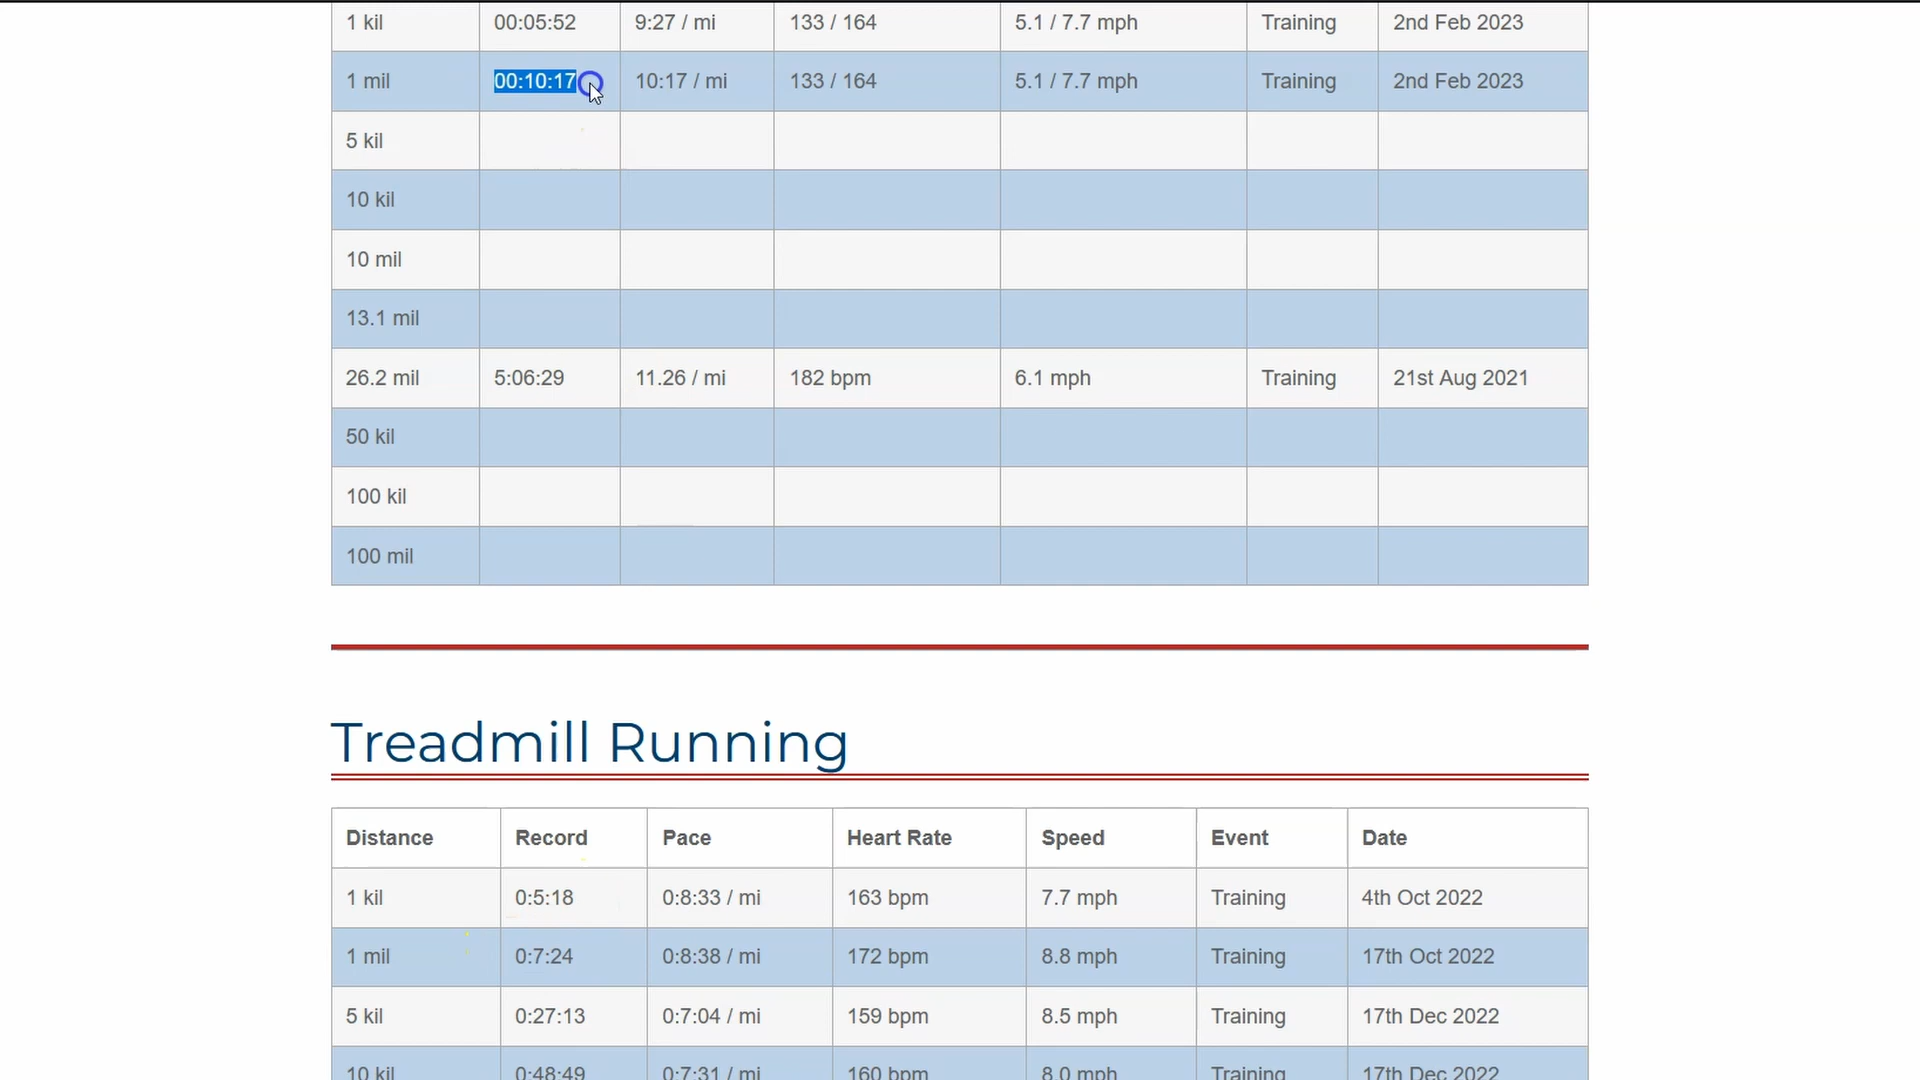 1 kil 00:05:52 9:27 / mi 133 / 164 5.1 / 7.7 mph Training 2nd Feb 2023
1 mil 00:10:17 10:17 / mi 133 / 164 5.1 / 7.7 mph Training 2nd Feb 2023
5 kil
10 kil
10 mil
13.1 mil
26.2 mil 5:06:29 11.26 / mi 182 bpm 6.1 mph Training 21st Aug 2021
50 kil
100 kil
100 mil
Treadmill Running
Distance Record Pace Heart Rate Speed Event Date
1 kil 0:5:18 0:8:33 / mi 163 bpm 7.7 mph Training 4th Oct 2022
1 mil 0:7:24 0:8:38 / mi 172 bpm 8.8 mph Training 17th Oct 2022
5 kil 0:27:13 0:7:04 / mi 159 bpm 8.5 mph Training 17th Dec 2022
10 kil 0:48:49 0:7:31 / mi 160 bpm 8.0 mph Training 17th Dec 2022